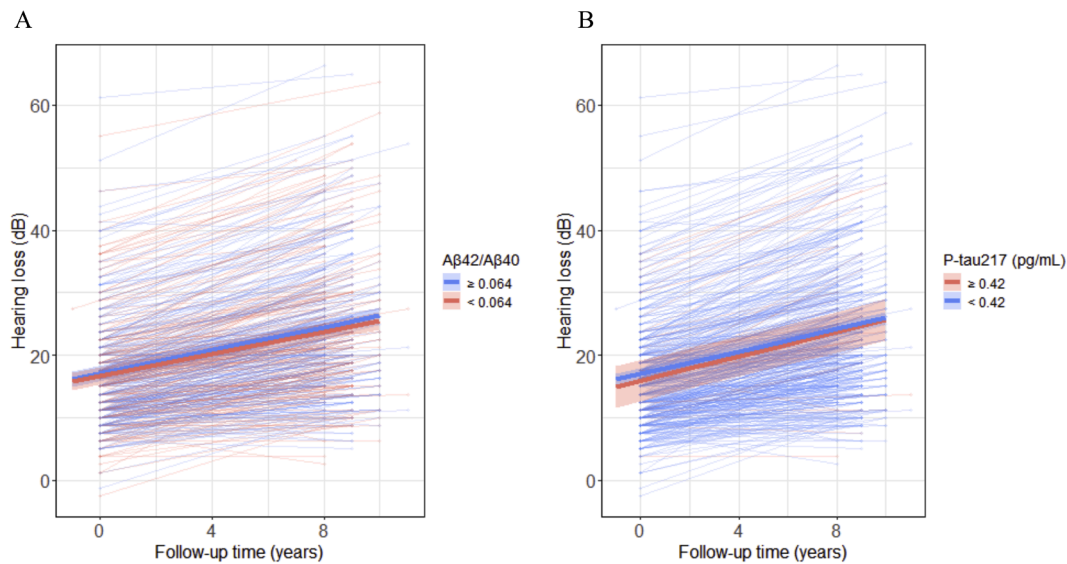 A
B
60
40
20
0
Hearing loss (dB)
0
4
8
Follow-up time (years)
Aβ42/Aβ40
≥ 0.064
< 0.064
60
40
20
0
Hearing loss (dB)
0
4
8
Follow-up time (years)
P-tau217 (pg/mL)
≥ 0.42
< 0.42